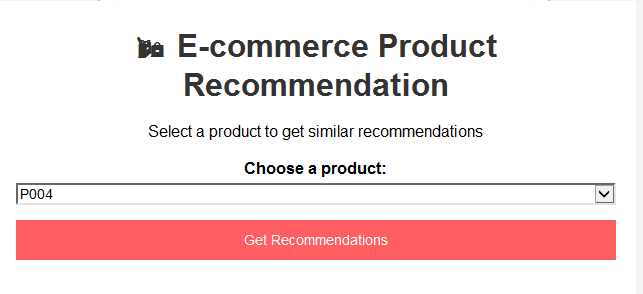 🛍 E-commerce Product
Recommendation
Select a product to get similar recommendations
Choose a product:
P004
Get Recommendations